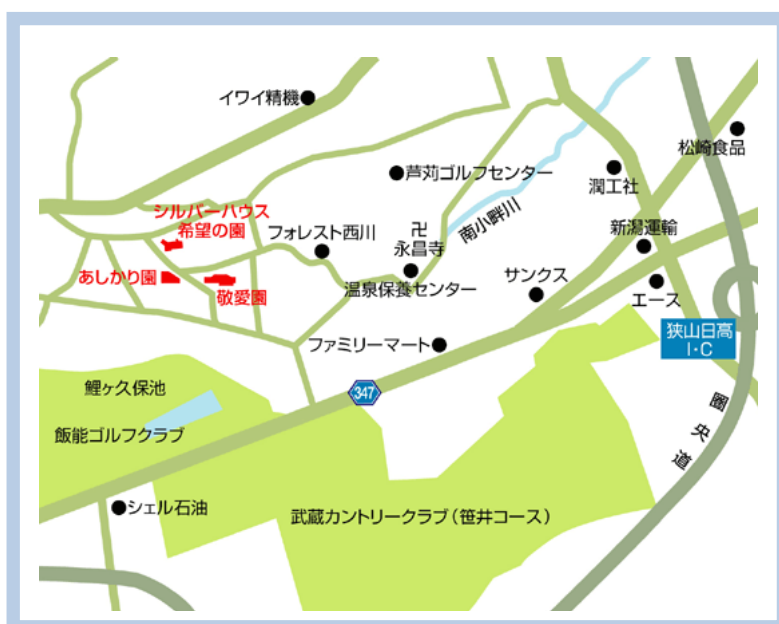 イワイ精機
松崎食品
芦苅ゴルフセンター
潤工社
シルバーハウス
希望の園
フォレスト西川
卍
永昌寺
南小畔川
新潟運輸
あしかり園
敬愛園
温泉保養センター
サンクス
エース
ファミリーマート
狭山日高
I・C
鯉ヶ久保池
347
圏央道
飯能ゴルフクラブ
シェル石油
武蔵カントリークラブ(笹井コース)